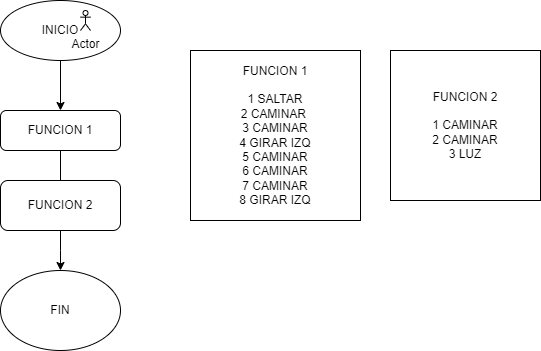 INICIO
Actor
FUNCION 1
FUNCION 2
FIN
FUNCION 1
1 SALTAR
2 CAMINAR
3 CAMINAR
4 GIRAR IZQ
5 CAMINAR
6 CAMINAR
7 CAMINAR
8 GIRAR IZQ
FUNCION 2
1 CAMINAR
2 CAMINAR
3 LUZ